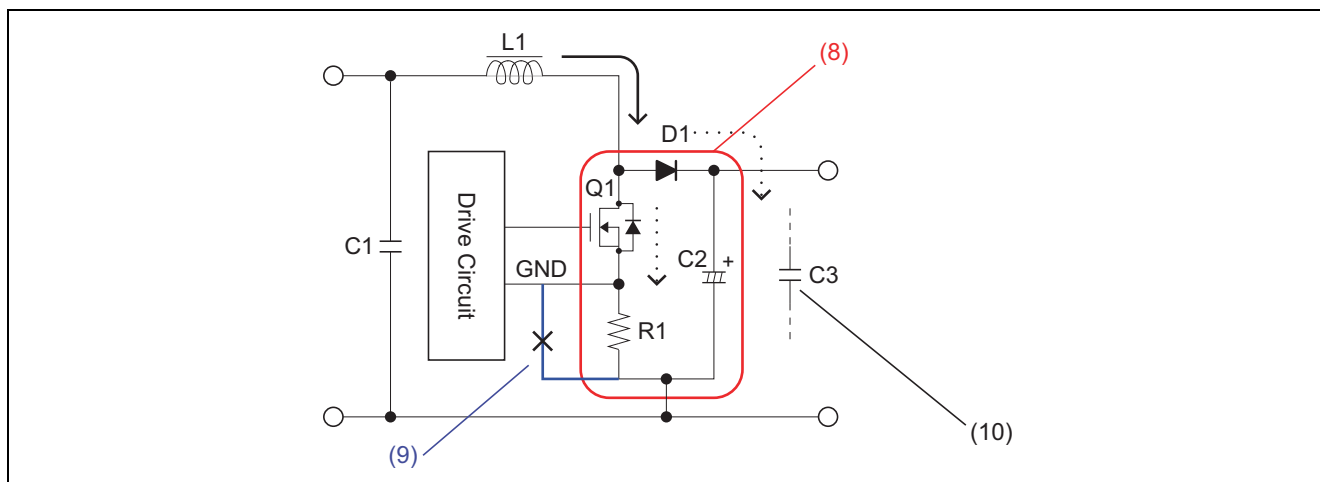 L1
(8)
D1
Q1
Drive Circuit
C1
GND
C2
+
C3
R1
(9)
(10)